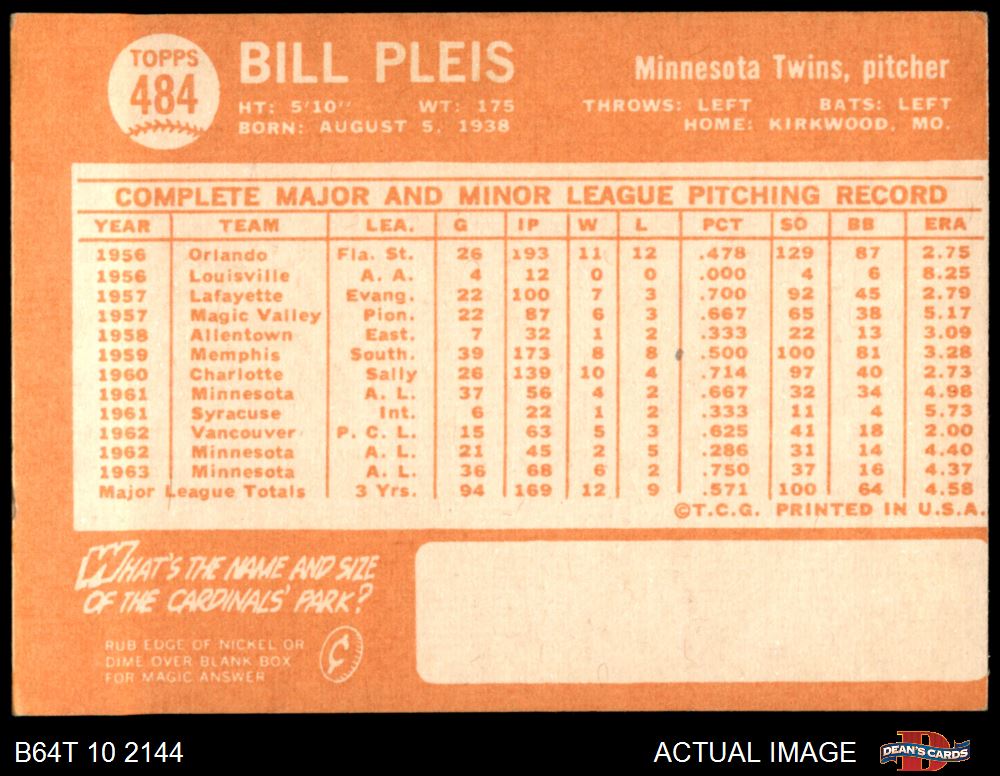 TOPPS
484
BILL PLEIS
Minnesota Twins, pitcher
HT: 5'10" WT: 175
THROWS: LEFT BATS: LEFT
BORN: AUGUST 5, 1938
HOME: KIRKWOOD, MO.
COMPLETE MAJOR AND MINOR LEAGUE PITCHING RECORD
YEAR TEAM LEA. G IP W L PCT SO BB ERA
1956 Orlando Fla. St. 26 193 11 12 .478 129 87 2.75
1956 Louisville A. A. 4 12 0 0 .000 4 6 8.25
1957 Lafayette Evang. 22 100 7 3 .700 92 45 2.79
1957 Magic Valley Pion. 22 87 6 3 .667 65 38 5.17
1958 Allentown East. 7 32 1 2 .333 22 13 3.09
1959 Memphis South. 39 173 8 8 .500 100 81 3.28
1960 Charlotte Sally 26 139 10 4 .714 97 40 2.73
1961 Minnesota A. L. 37 56 4 2 .667 32 34 4.98
1961 Syracuse Int. 6 22 1 2 .333 11 4 5.73
1962 Vancouver P. C. L. 15 63 5 3 .625 41 18 2.00
1962 Minnesota A. L. 21 45 2 5 .286 31 14 4.40
1963 Minnesota A. L. 36 68 6 2 .750 37 16 4.37
Major League Totals 3 Yrs. 94 169 12 9 .571 100 64 4.58
©T.C.G. PRINTED IN U.S.A.
WHAT'S THE NAME AND SIZE
OF THE CARDINALS' PARK?
RUB EDGE OF NICKEL OR
DIME OVER BLANK BOX
FOR MAGIC ANSWER
¢
B64T 10 2144
ACTUAL IMAGE
D
DEAN'S CARDS